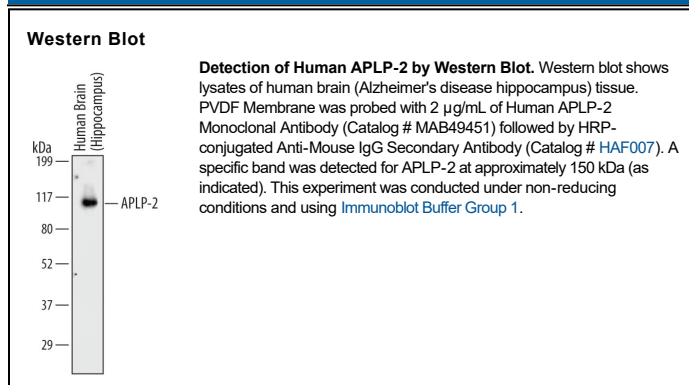 Western Blot
Detection of Human APLP-2 by Western Blot. Western blot shows
lysates of human brain (Alzheimer's disease hippocampus) tissue.
PVDF Membrane was probed with 2 µg/mL of Human APLP-2
Monoclonal Antibody (Catalog # MAB49451) followed by HRP-
conjugated Anti-Mouse IgG Secondary Antibody (Catalog # HAF007). A
specific band was detected for APLP-2 at approximately 150 kDa (as
indicated). This experiment was conducted under non-reducing
conditions and using Immunoblot Buffer Group 1.
Human Brain
(Hippocampus)
kDa
199
117
APLP-2
80
52
37
29